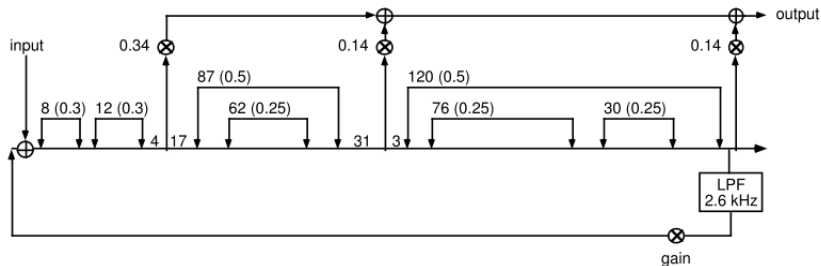 output
input
0.34
0.14
0.14
87 (0.5)
120 (0.5)
8 (0.3)
12 (0.3)
62 (0.25)
76 (0.25)
30 (0.25)
4
17
31
3
LPF
2.6 kHz
gain